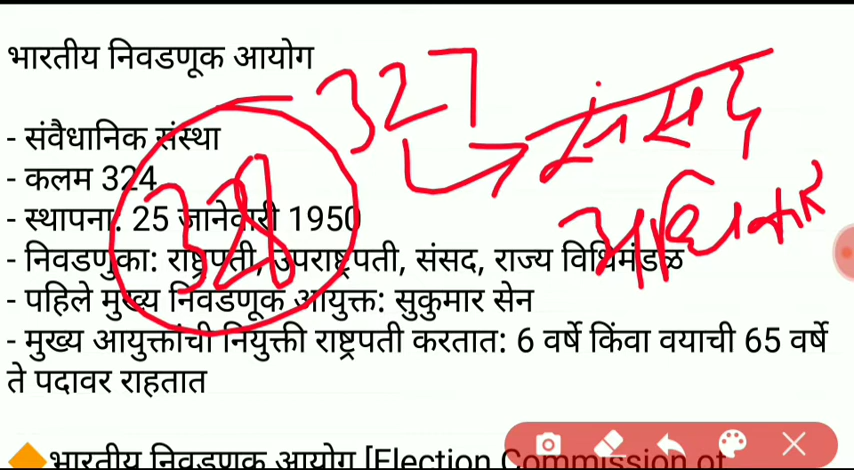 भारतीय निवडणूक आयोग
327
संसद
अधिकार
328
- संवैधानिक संस्था
- कलम 324
- स्थापना: 25 जानेवारी 1950
- निवडणुका: राष्ट्रपती, उपराष्ट्रपती, संसद, राज्य विधिमंडळ
- पहिले मुख्य निवडणूक आयुक्त: सुकुमार सेन
- मुख्य आयुक्तांची नियुक्ती राष्ट्रपती करतात: 6 वर्षे किंवा वयाची 65 वर्षे
ते पदावर राहतात
भारतीय निवडणूक आयोग [Election Commission of